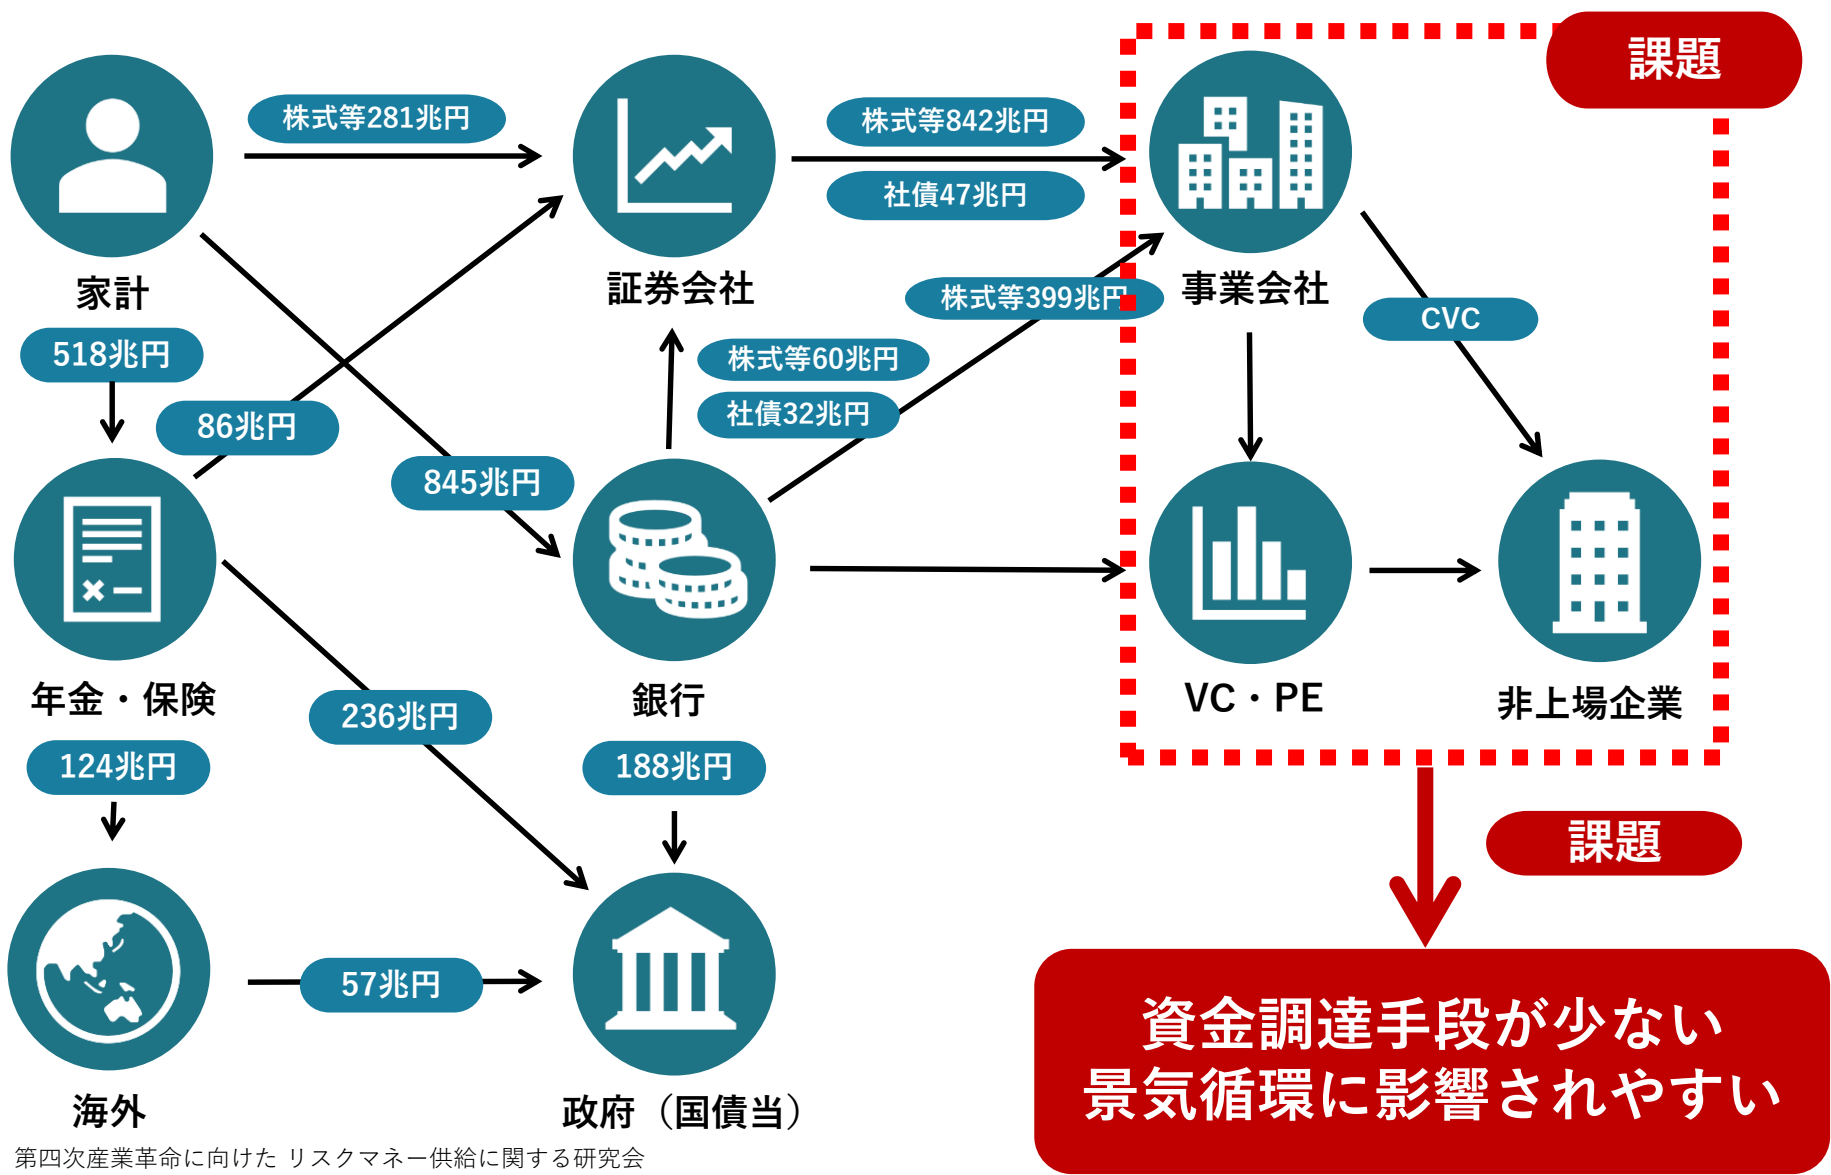 課題
株式等281兆円
株式等842兆円
社債47兆円
家計
証券会社
事業会社
株式等399兆円
CVC
518兆円
株式等60兆円
社債32兆円
86兆円
845兆円
年金・保険
銀行
VC・PE
非上場企業
236兆円
124兆円
188兆円
課題
57兆円
資金調達手段が少ない
景気循環に影響されやすい
海外
政府（国債当）
第四次産業革命に向けた リスクマネー供給に関する研究会